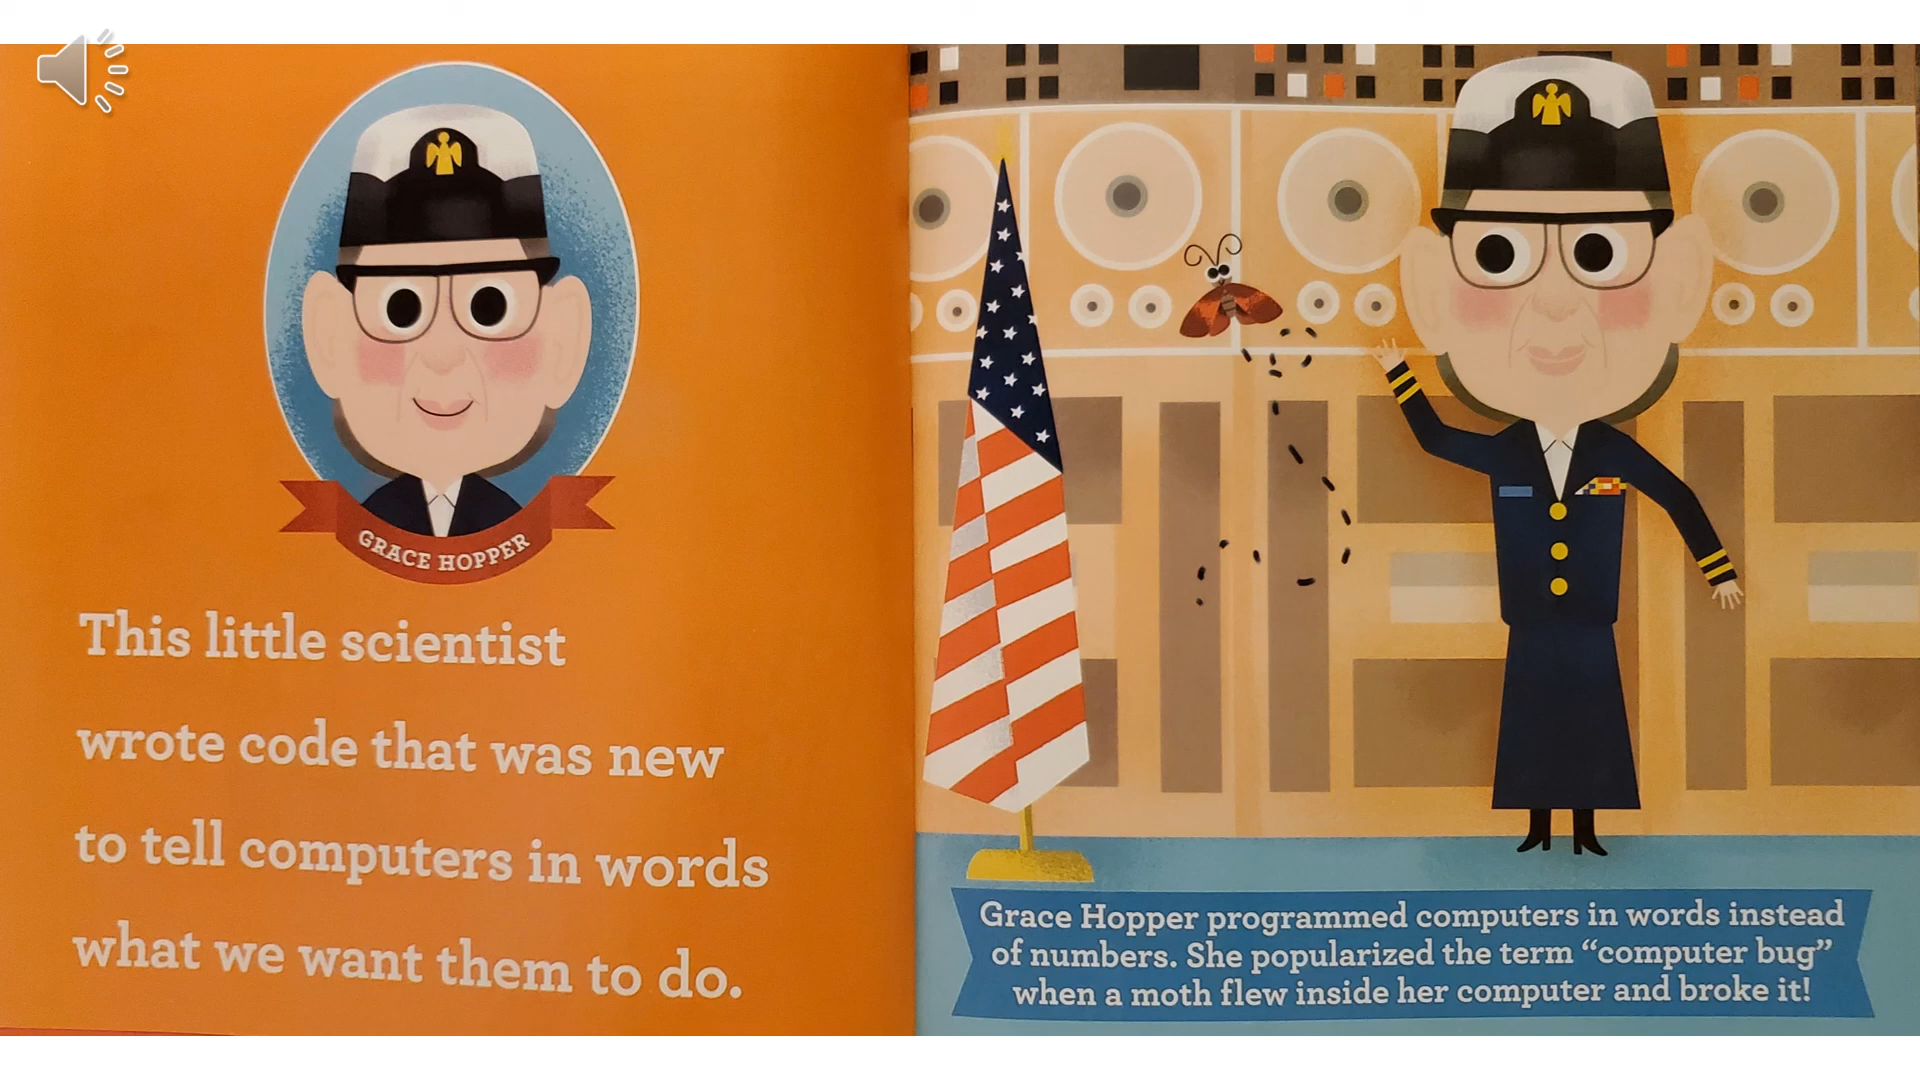 GRACE HOPPER
This little scientist
wrote code that was new
to tell computers in words
what we want them to do.
Grace Hopper programmed computers in words instead
of numbers. She popularized the term “computer bug”
when a moth flew inside her computer and broke it!